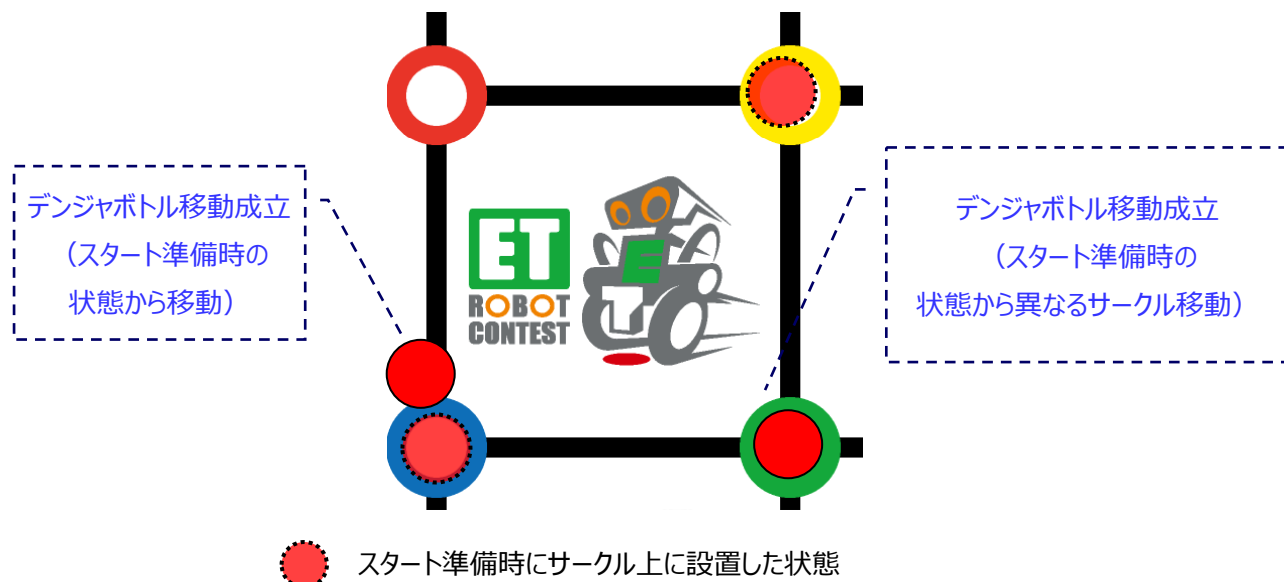 デンジャボトル移動成立
（スタート準備時の
状態から移動）
デンジャボトル移動成立
（スタート準備時の
状態から異なるサークル移動）
ET
ROBOT
CONTEST
E
T
スタート準備時にサークル上に設置した状態